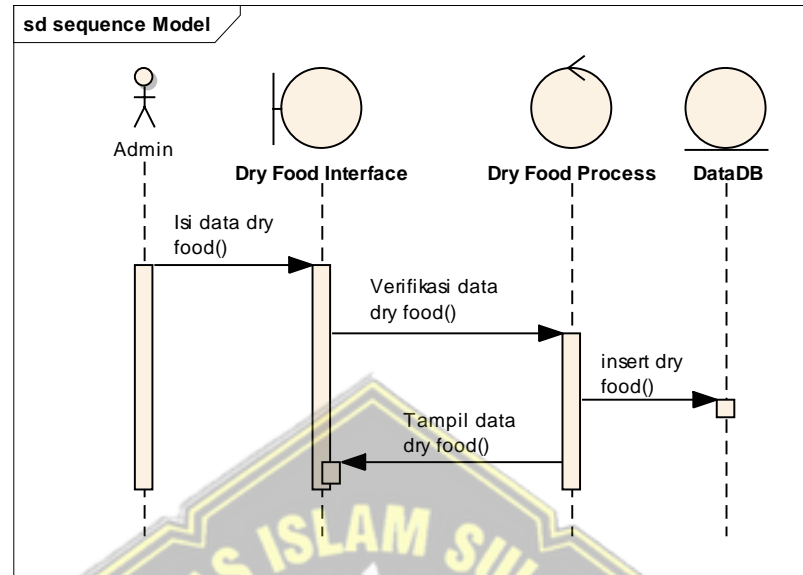 sd sequence Model
Admin
Dry Food Interface
Dry Food Process
DataDB
Isi data dry
food()
Verifikasi data
dry food()
insert dry
food()
Tampil data
dry food()
ISLAM